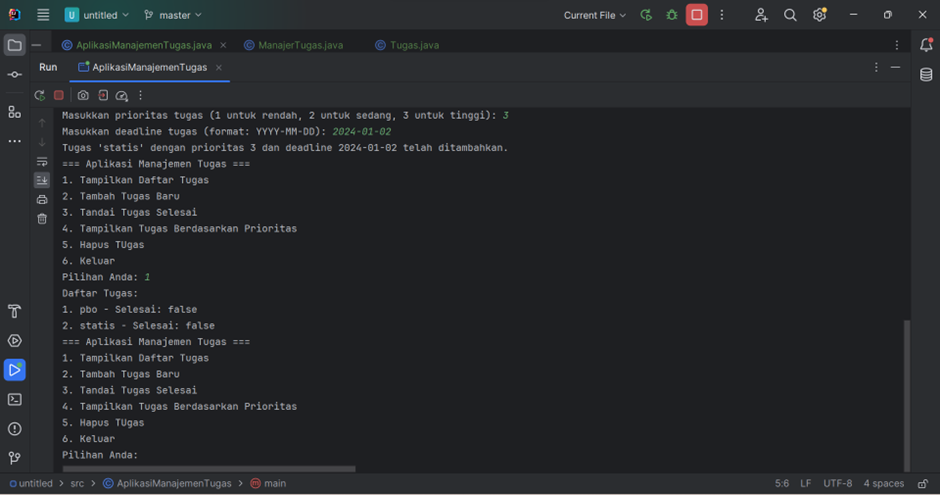 U untitled master Current File
AplikasiManajemenTugas.java ManajerTugas.java Tugas.java
Run AplikasiManajemenTugas
Masukkan prioritas tugas (1 untuk rendah, 2 untuk sedang, 3 untuk tinggi): 3
Masukkan deadline tugas (format: YYYY-MM-DD): 2024-01-02
Tugas 'statis' dengan prioritas 3 dan deadline 2024-01-02 telah ditambahkan.
=== Aplikasi Manajemen Tugas ===
1. Tampilkan Daftar Tugas
2. Tambah Tugas Baru
3. Tandai Tugas Selesai
4. Tampilkan Tugas Berdasarkan Prioritas
5. Hapus TUgas
6. Keluar
Pilihan Anda: 1
Daftar Tugas:
1. pbo - Selesai: false
2. statis - Selesai: false
=== Aplikasi Manajemen Tugas ===
1. Tampilkan Daftar Tugas
2. Tambah Tugas Baru
3. Tandai Tugas Selesai
4. Tampilkan Tugas Berdasarkan Prioritas
5. Hapus TUgas
6. Keluar
Pilihan Anda:
untitled > src > AplikasiManajemenTugas > main 5:6 LF UTF-8 4 spaces